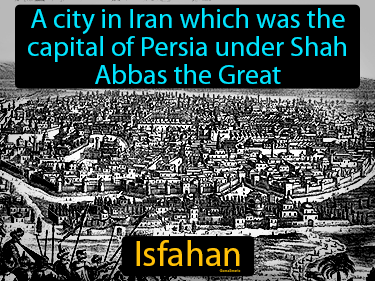 A city in Iran which was the
capital of Persia under Shah
Abbas the Great
Isfahan